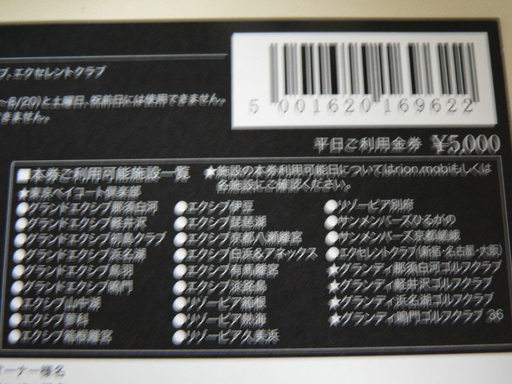 ブ、エクセレントクラブ
～8/20)と土曜日、祝前日には使用できません。
きません。
5 001620 169622
平日ご利用金券 ¥5,000
■本券ご利用可能施設一覧 ★施設の本券利用可能日についてはrion.mobiもしくは
各施設にご確認ください。
★東京ベイコート倶楽部
●グランドエクシブ那須白河
●グランドエクシブ軽井沢
●グランドエクシブ初島クラブ
●グランドエクシブ浜名湖
●グランドエクシブ鳥羽
●グランドエクシブ鳴門
●エクシブ山中湖
●エクシブ蓼科
●エクシブ箱根離宮
●エクシブ伊豆
●エクシブ琵琶湖
●エクシブ京都八瀬離宮
●エクシブ白浜&アネックス
●エクシブ有馬離宮
●エクシブ淡路島
●リゾーピア箱根
●リゾーピア熱海
●リゾーピア久美浜
●リゾーピア別府
●サンメンバーズひるがの
●サンメンバーズ京都嵯峨
●エクセレントクラブ(新宿・名古屋・大阪)
★グランディ那須白河ゴルフクラブ
★グランディ軽井沢ゴルフクラブ
★グランディ浜名湖ゴルフクラブ
★グランディ鳴門ゴルフクラブ 36
オーナー様名